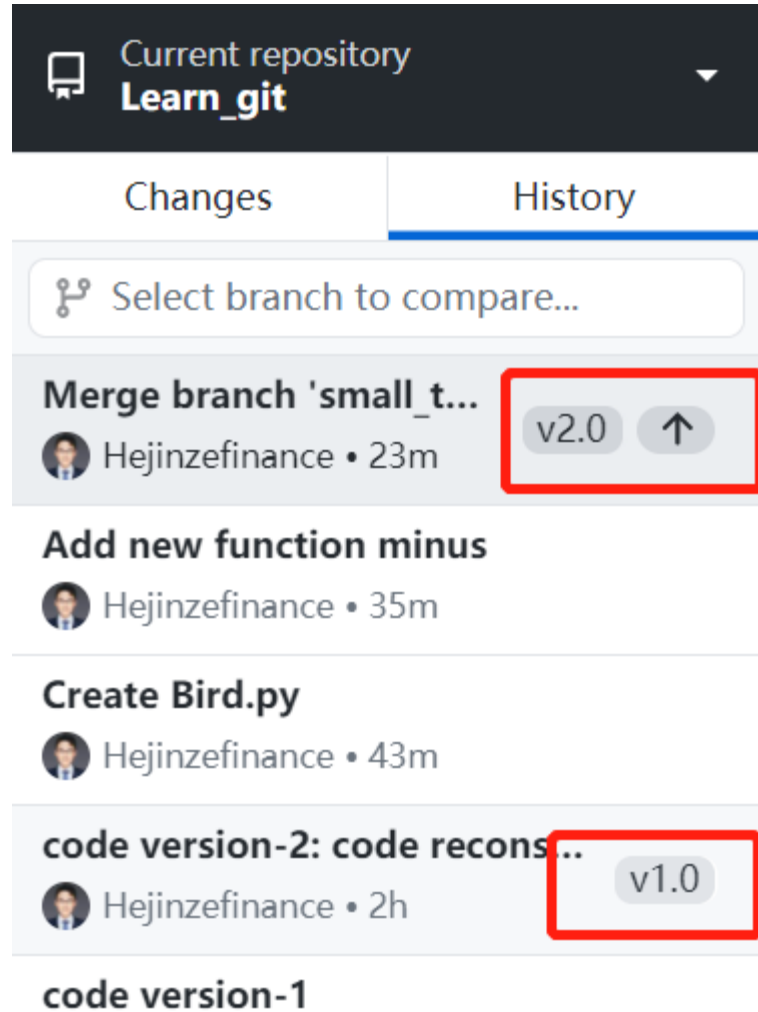 Current repository
Learn_git
Changes
History
Select branch to compare...
Merge branch 'small_t...
v2.0
Hejinzefinance • 23m
Add new function minus
Hejinzefinance • 35m
Create Bird.py
Hejinzefinance • 43m
code version-2: code recons...
v1.0
Hejinzefinance • 2h
code version-1